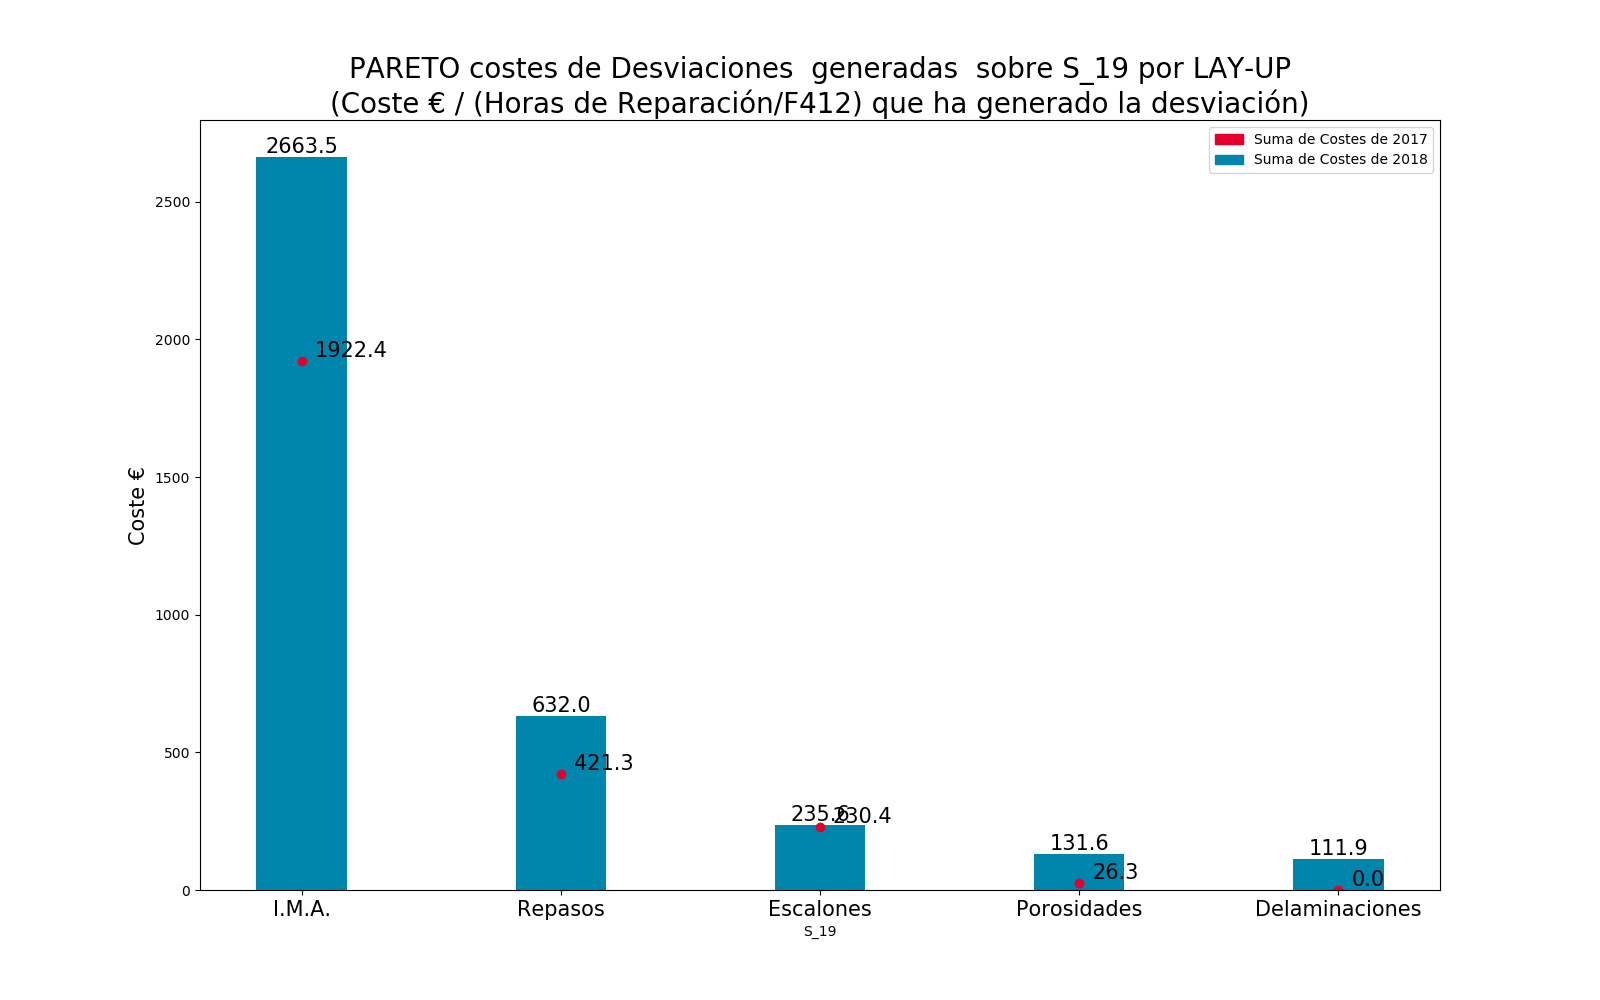 PARETO costes de Desviaciones  generadas  sobre S_19 por LAY-UP
(Coste € / (Horas de Reparación/F412) que ha generado la desviación)
Suma de Costes de 2017
Suma de Costes de 2018
Coste €
2500
2000
1500
1000
500
0
2663.5
1922.4
632.0
421.3
235.6
230.4
131.6
26.3
111.9
0.0
I.M.A.
Repasos
Escalones
Porosidades
Delaminaciones
S_19